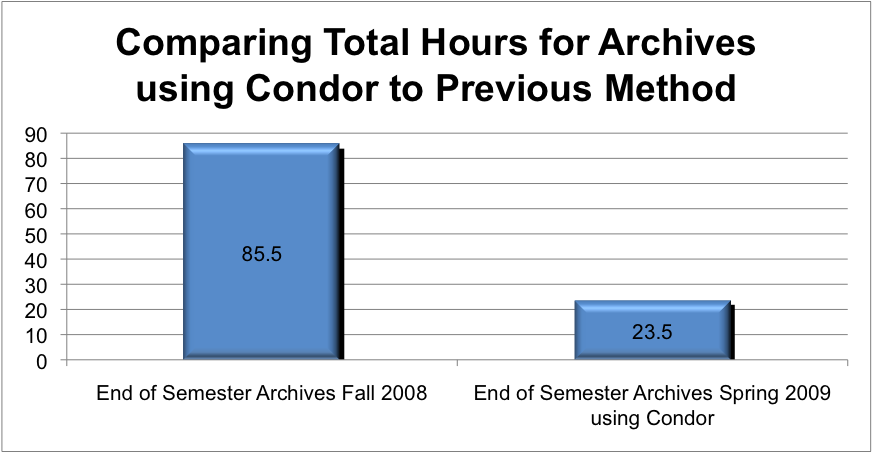 Comparing Total Hours for Archives
using Condor to Previous Method
90
80
70
60
50
40
30
20
10
0
85.5
23.5
End of Semester Archives Fall 2008
End of Semester Archives Spring 2009
using Condor